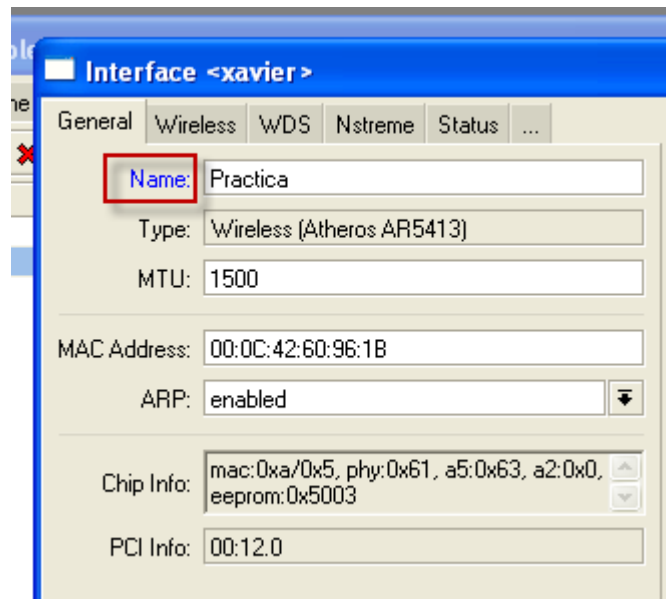 Interface <xavier>
General Wireless WDS Nstreme Status ...
Name: Practica
Type: Wireless (Atheros AR5413)
MTU: 1500
MAC Address: 00:0C:42:60:96:1B
ARP: enabled
Chip Info: mac:0xa/0x5, phy:0x61, a5:0x63, a2:0x0,
eeprom:0x5003
PCI Info: 00:12.0